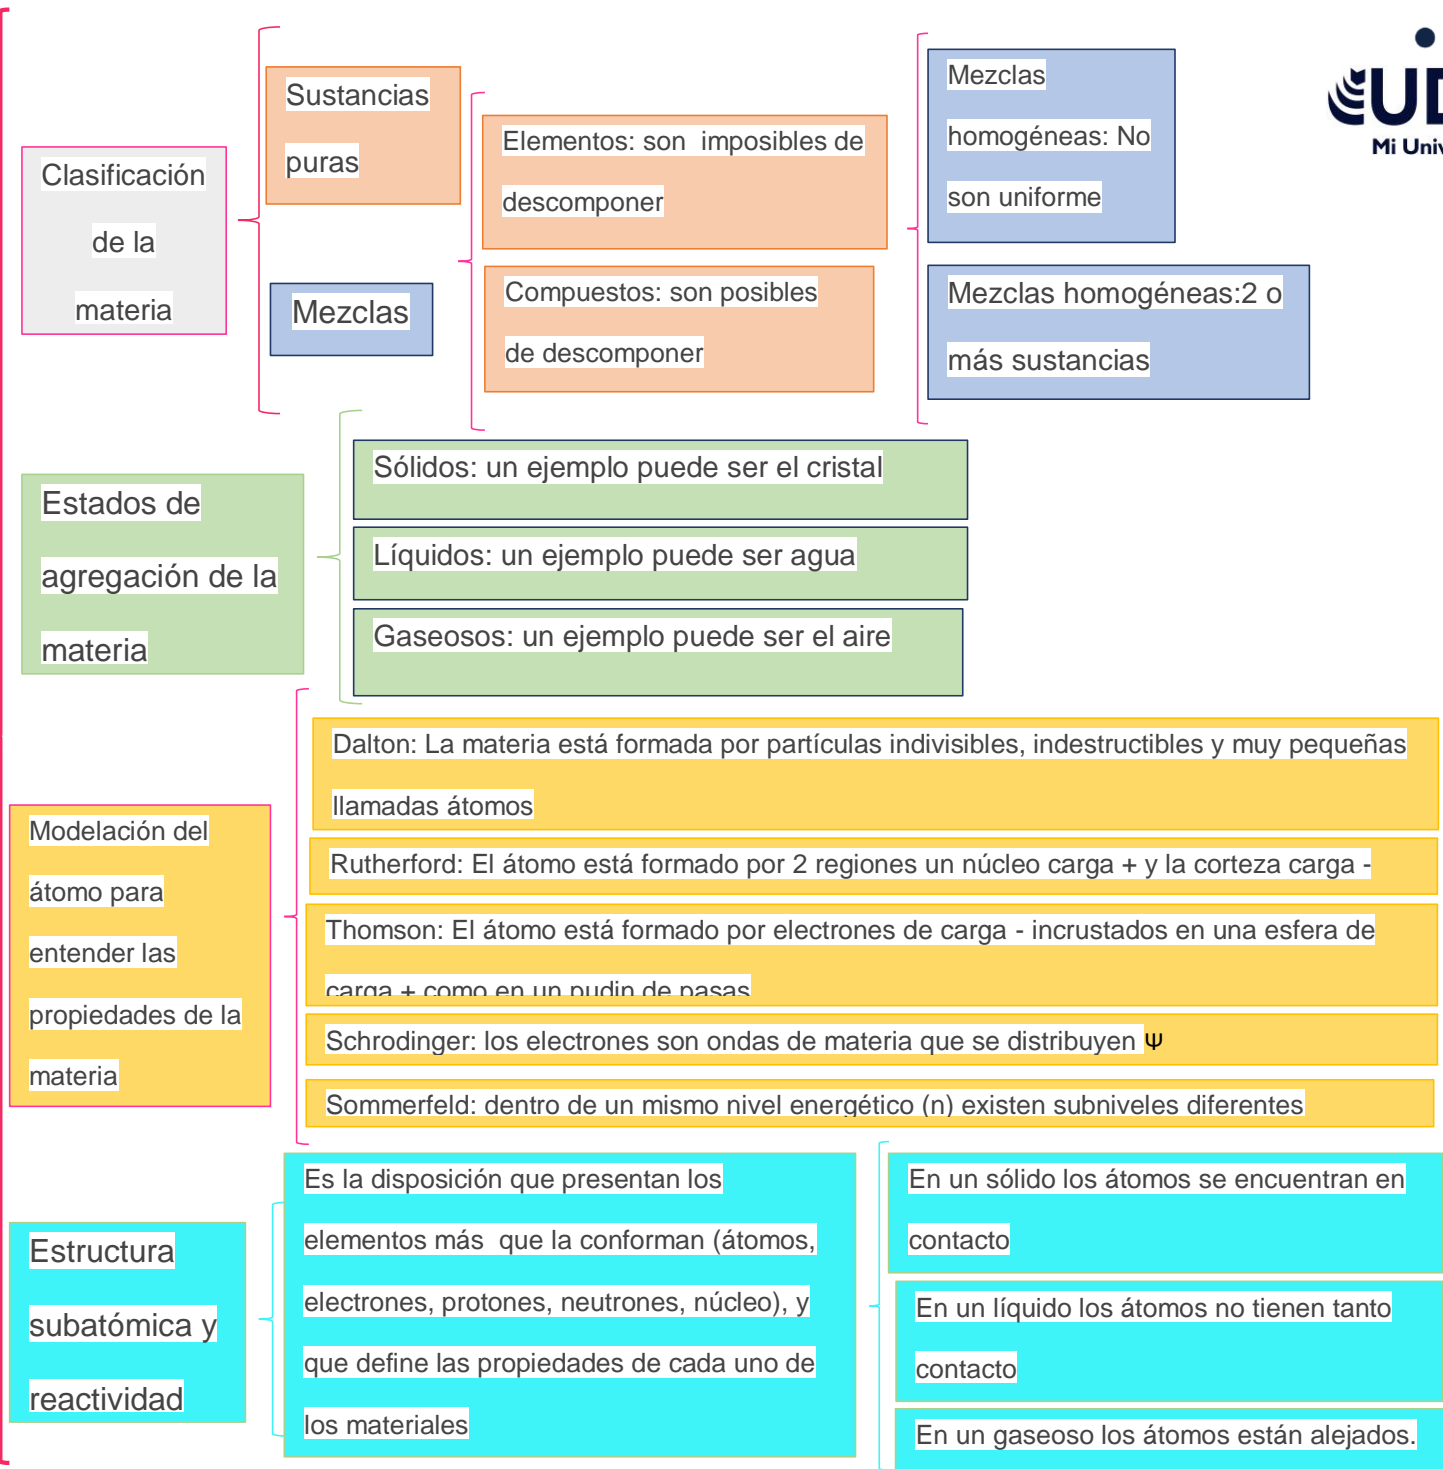 Clasificación
de la
materia
Sustancias
puras
Mezclas
Elementos: son  imposibles de
descomponer
Compuestos: son posibles
de descomponer
Mezclas
homogéneas: No
son uniforme
Mezclas homogéneas:2 o
más sustancias
Mi Univ
Estados de
agregación de la
materia
Sólidos: un ejemplo puede ser el cristal
Líquidos: un ejemplo puede ser agua
Gaseosos: un ejemplo puede ser el aire
Modelación del
átomo para
entender las
propiedades de la
materia
Dalton: La materia está formada por partículas indivisibles, indestructibles y muy pequeñas
llamadas átomos
Rutherford: El átomo está formado por 2 regiones un núcleo carga + y la corteza carga -
Thomson: El átomo está formado por electrones de carga - incrustados en una esfera de
carga + como en un pudin de pasas
Schrodinger: los electrones son ondas de materia que se distribuyen Ψ
Sommerfeld: dentro de un mismo nivel energético (n) existen subniveles diferentes
Estructura
subatómica y
reactividad
Es la disposición que presentan los
elementos más  que la conforman (átomos,
electrones, protones, neutrones, núcleo), y
que define las propiedades de cada uno de
los materiales
En un sólido los átomos se encuentran en
contacto
En un líquido los átomos no tienen tanto
contacto
En un gaseoso los átomos están alejados.